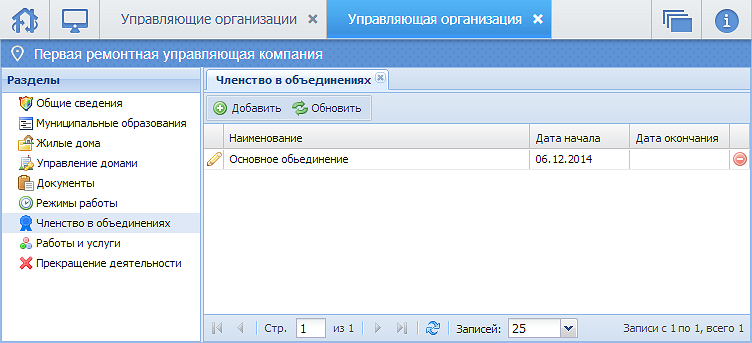 Управляющие организации
Управляющая организация
Первая ремонтная управляющая компания
Разделы
Общие сведения
Муниципальные образования
Жилые дома
Управление домами
Документы
Режимы работы
Членство в объединениях
Работы и услуги
Прекращение деятельности
Членство в объединениях
Добавить Обновить
Наименование Дата начала Дата окончания
Основное обьединение 06.12.2014
Стр. 1 из 1 Записей: 25 Записи с 1 по 1, всего 1